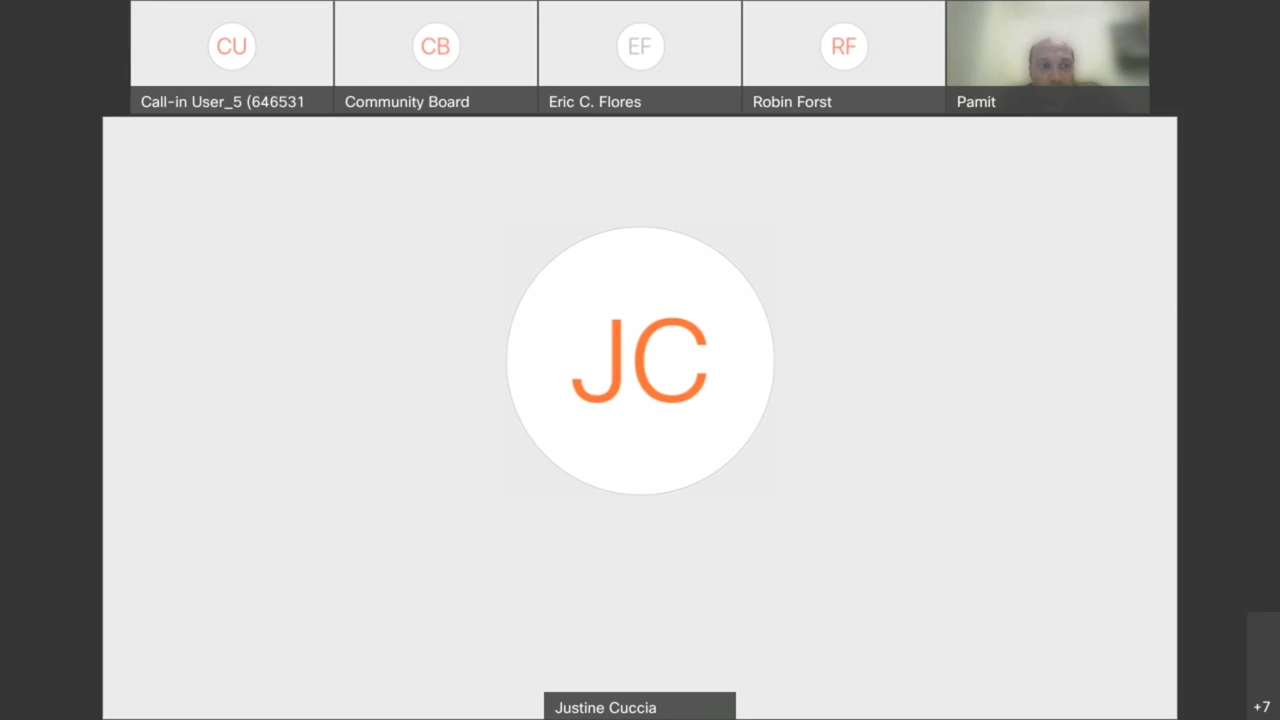 CU
CB
EF
RF
Call-in User_5 (646531
Community Board
Eric C. Flores
Robin Forst
Pamit
JC
Justine Cuccia
+7